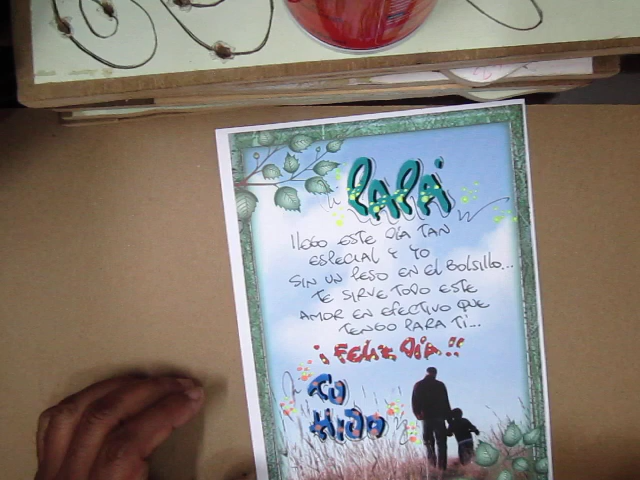 PAPÁ
llegó este día tan
especial y yo
sin un peso en el bolsillo...
te sirve todo este
amor en efectivo que
tengo para ti...
¡Feliz Día!!
Tu
Hijo